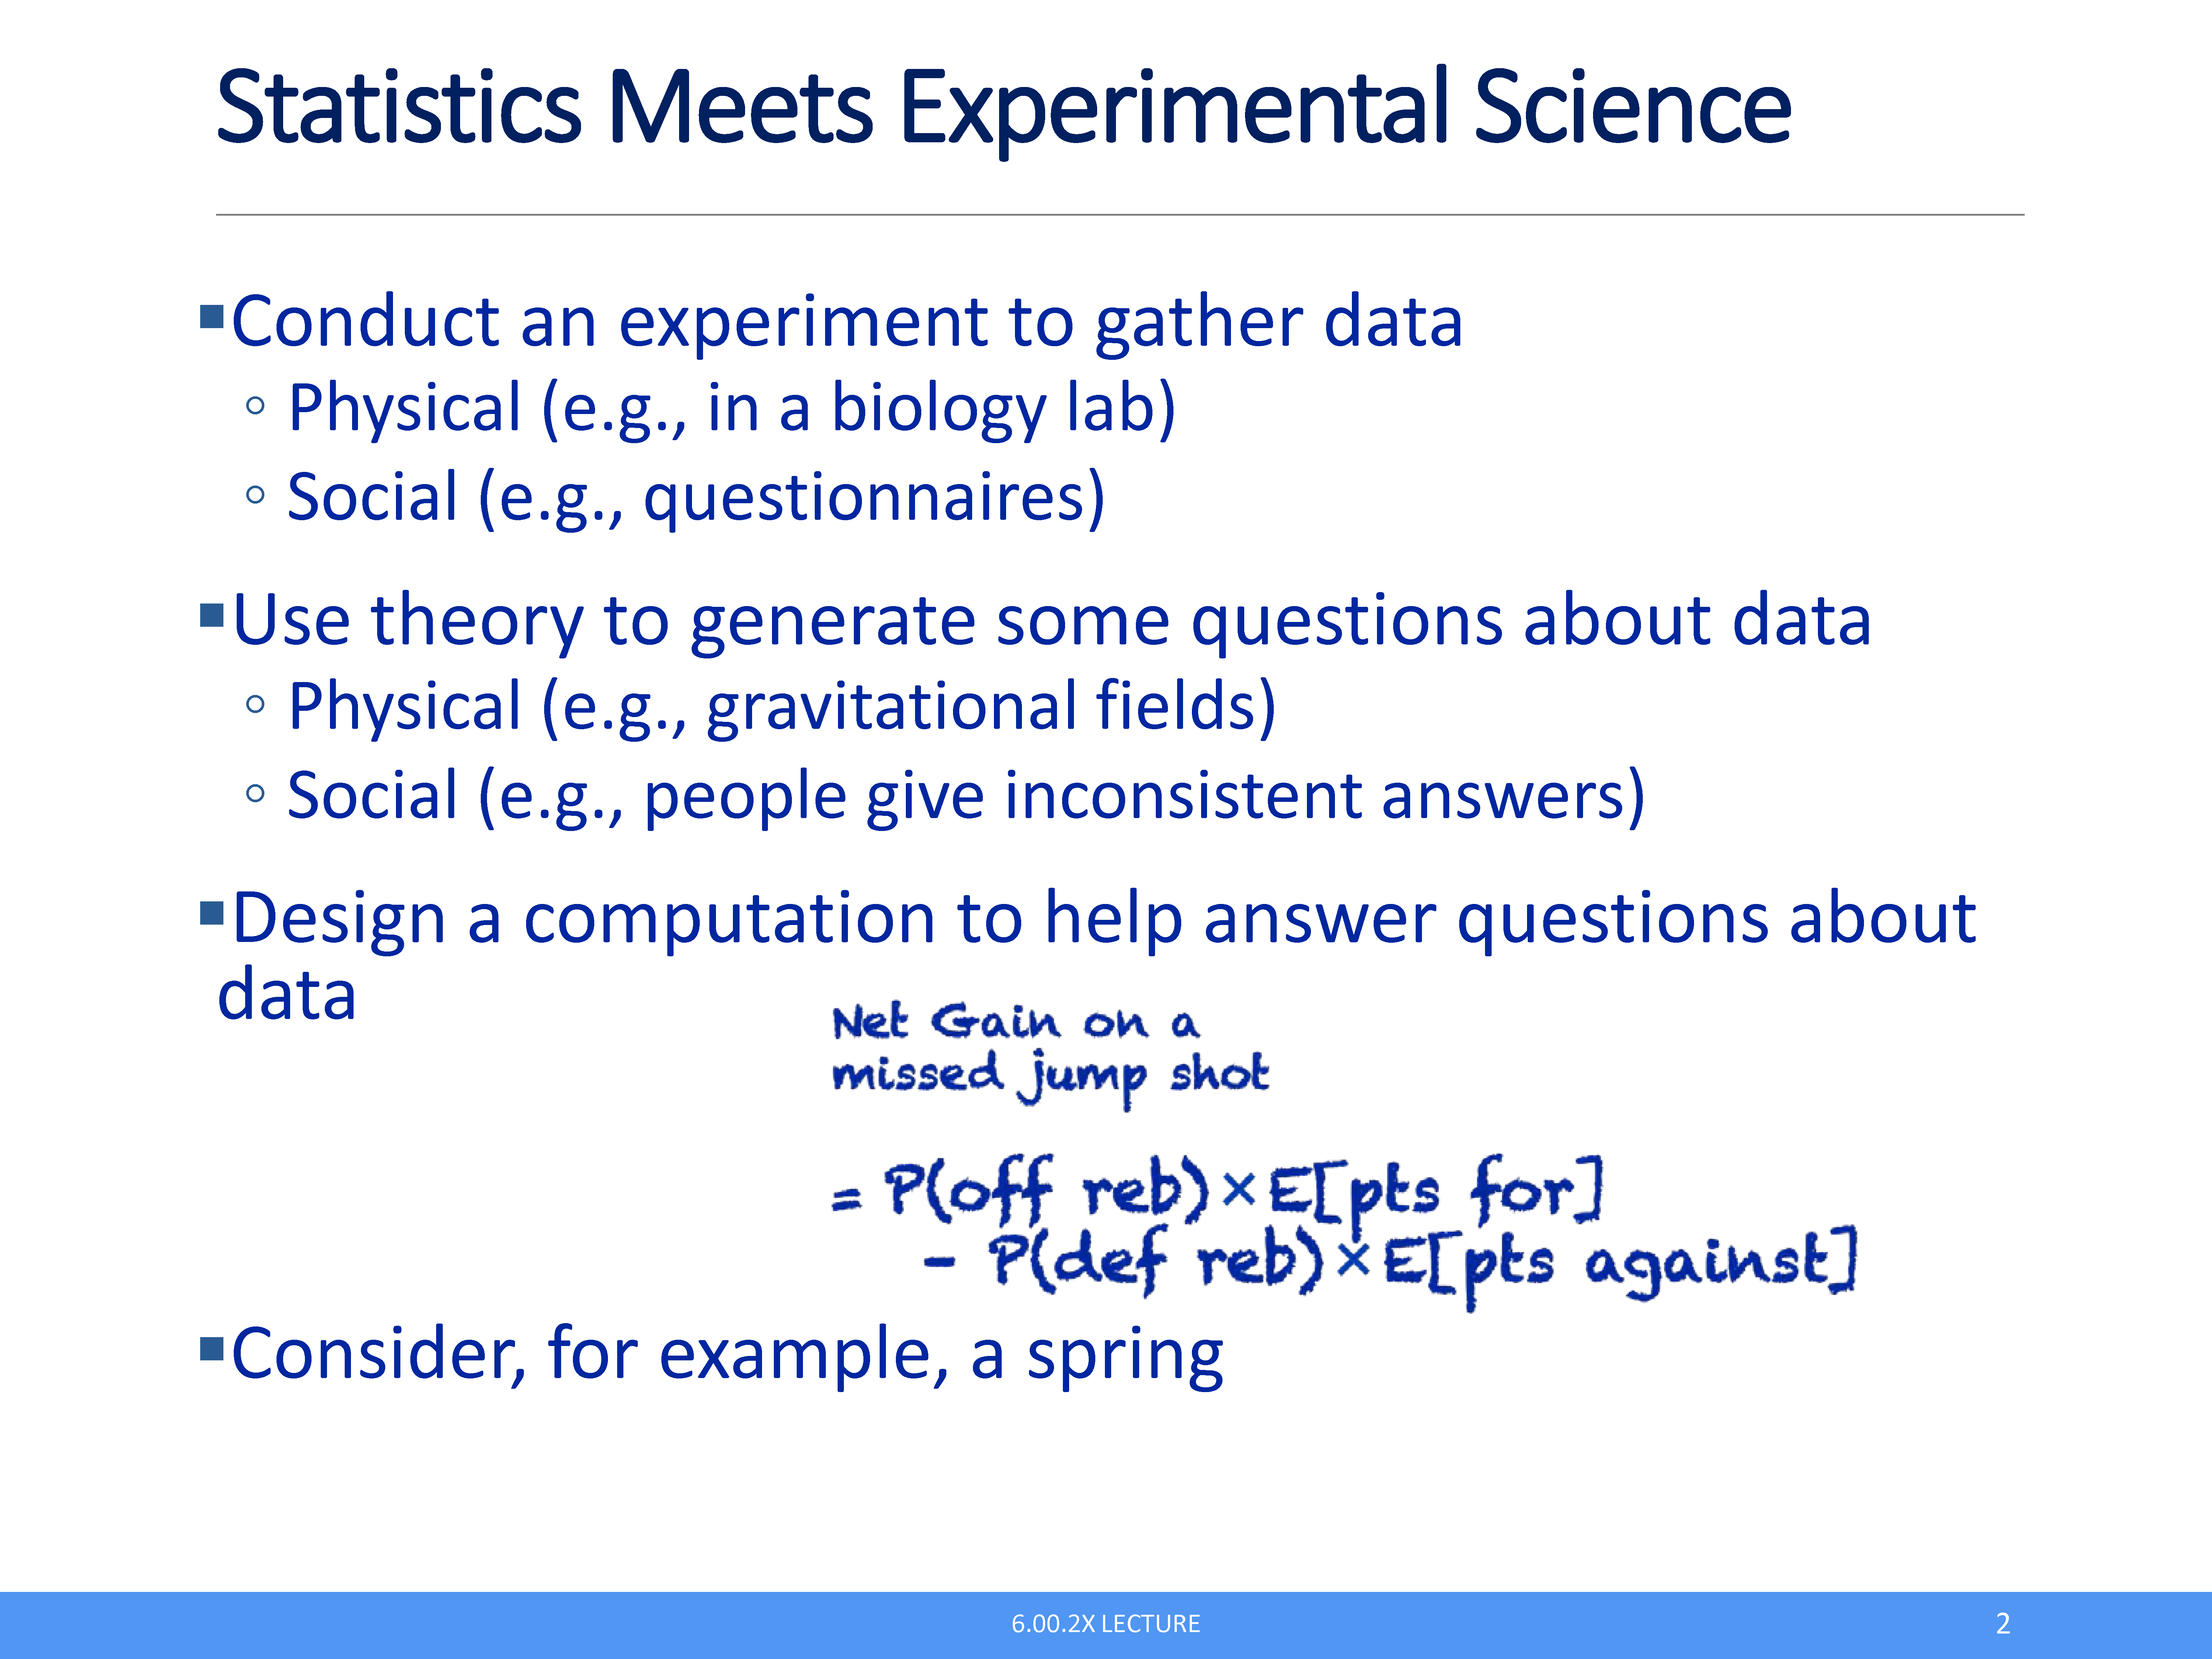 Statistics Meets Experimental Science
▪Conduct an experiment to gather data
◦ Physical (e.g., in a biology lab)
◦ Social (e.g., questionnaires)
▪Use theory to generate some questions about data
◦ Physical (e.g., gravitational fields)
◦ Social (e.g., people give inconsistent answers)
▪Design a computation to help answer questions about
data
Net Gain on a
missed jump shot
= P(off reb)×E[pts for]
- P(def reb)×E[pts against]
▪Consider, for example, a spring
6.00.2X LECTURE
2